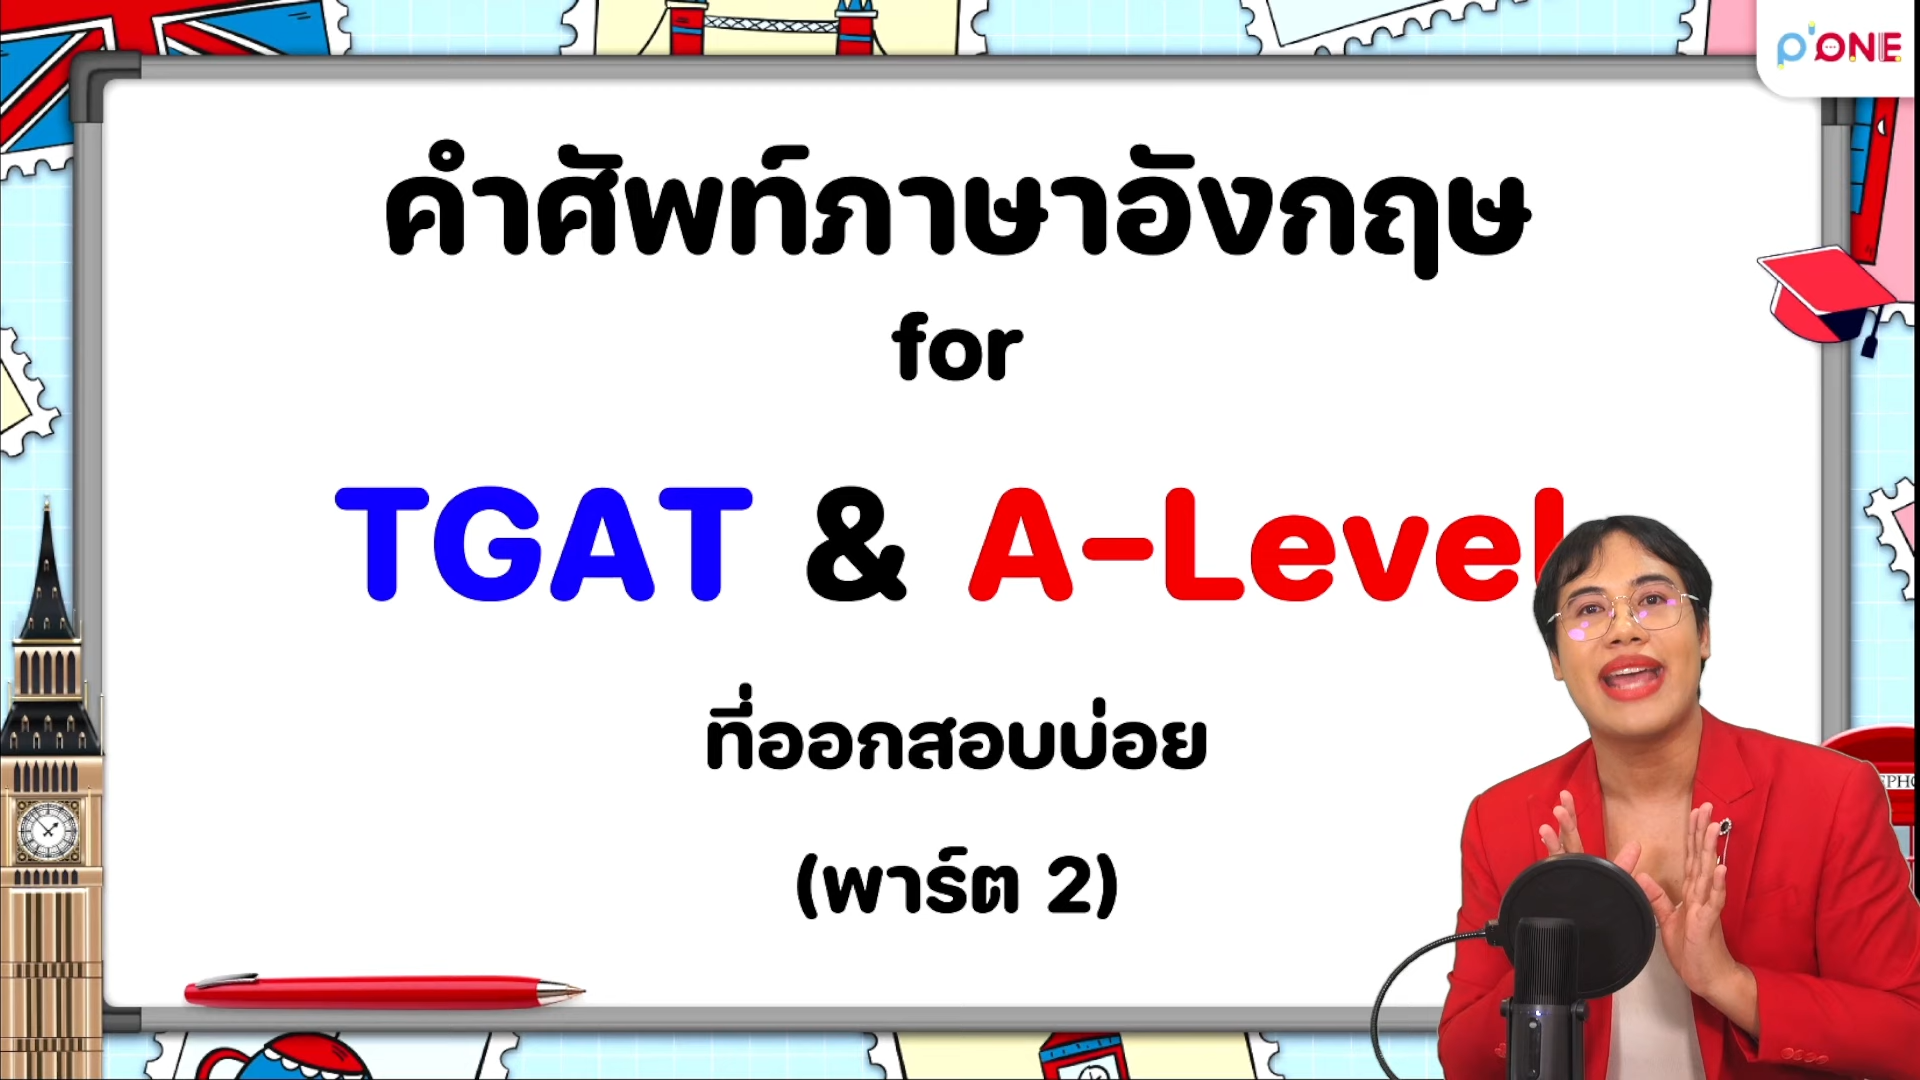 P'ONE
คำศัพท์ภาษาอังกฤษ
for
TGAT & A-Level
ที่ออกสอบบ่อย
(พาร์ต 2)